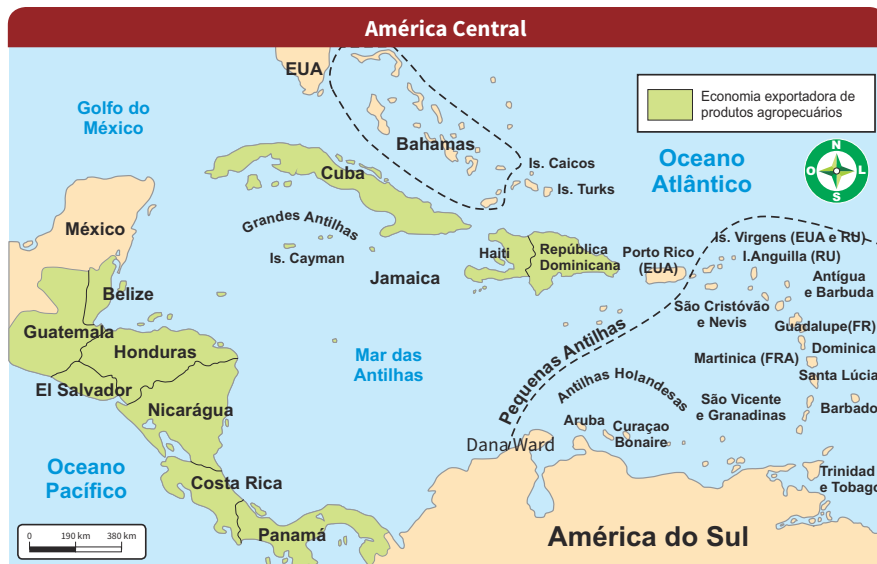 América Central
EUA
Golfo do
México
Bahamas
Economia exportadora de
produtos agropecuários
N
O
L
S
Oceano
Atlântico
Is. Caicos
Is. Turks
Cuba
México
Grandes Antilhas
Is. Cayman
Jamaica
Haiti
República
Dominicana
Porto Rico
(EUA)
Is. Virgens (EUA e RU)
I.Anguilla (RU)
Antígua
e Barbuda
São Cristóvão
e Nevis
Guadalupe(FR)
Dominica
Martinica (FRA)
Santa Lúcia
Belize
Guatemala
Honduras
El Salvador
Nicarágua
Mar das
Antilhas
Pequenas Antilhas
Antilhas Holandesas
São Vicente
e Granadinas
Barbado
Aruba
Curaçao
Bonaire
Dana Ward
Trinidad
e Tobago
Oceano
Pacífico
Costa Rica
Panamá
América do Sul
0 190 km 380 km